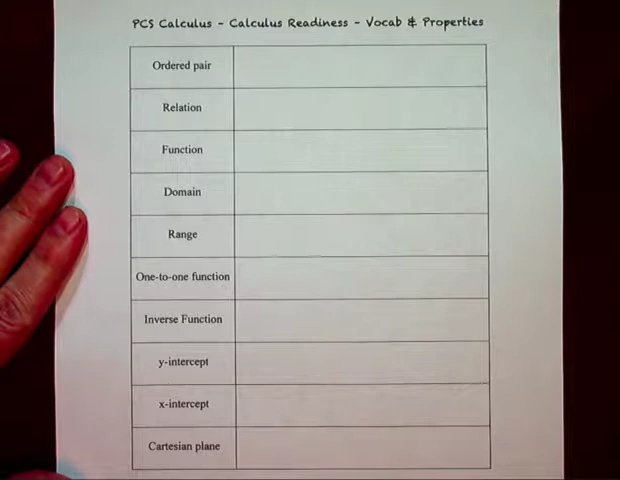 PCS Calculus - Calculus Readiness - Vocab & Properties
Ordered pair
Relation
Function
Domain
Range
One-to-one function
Inverse Function
y-intercept
x-intercept
Cartesian plane